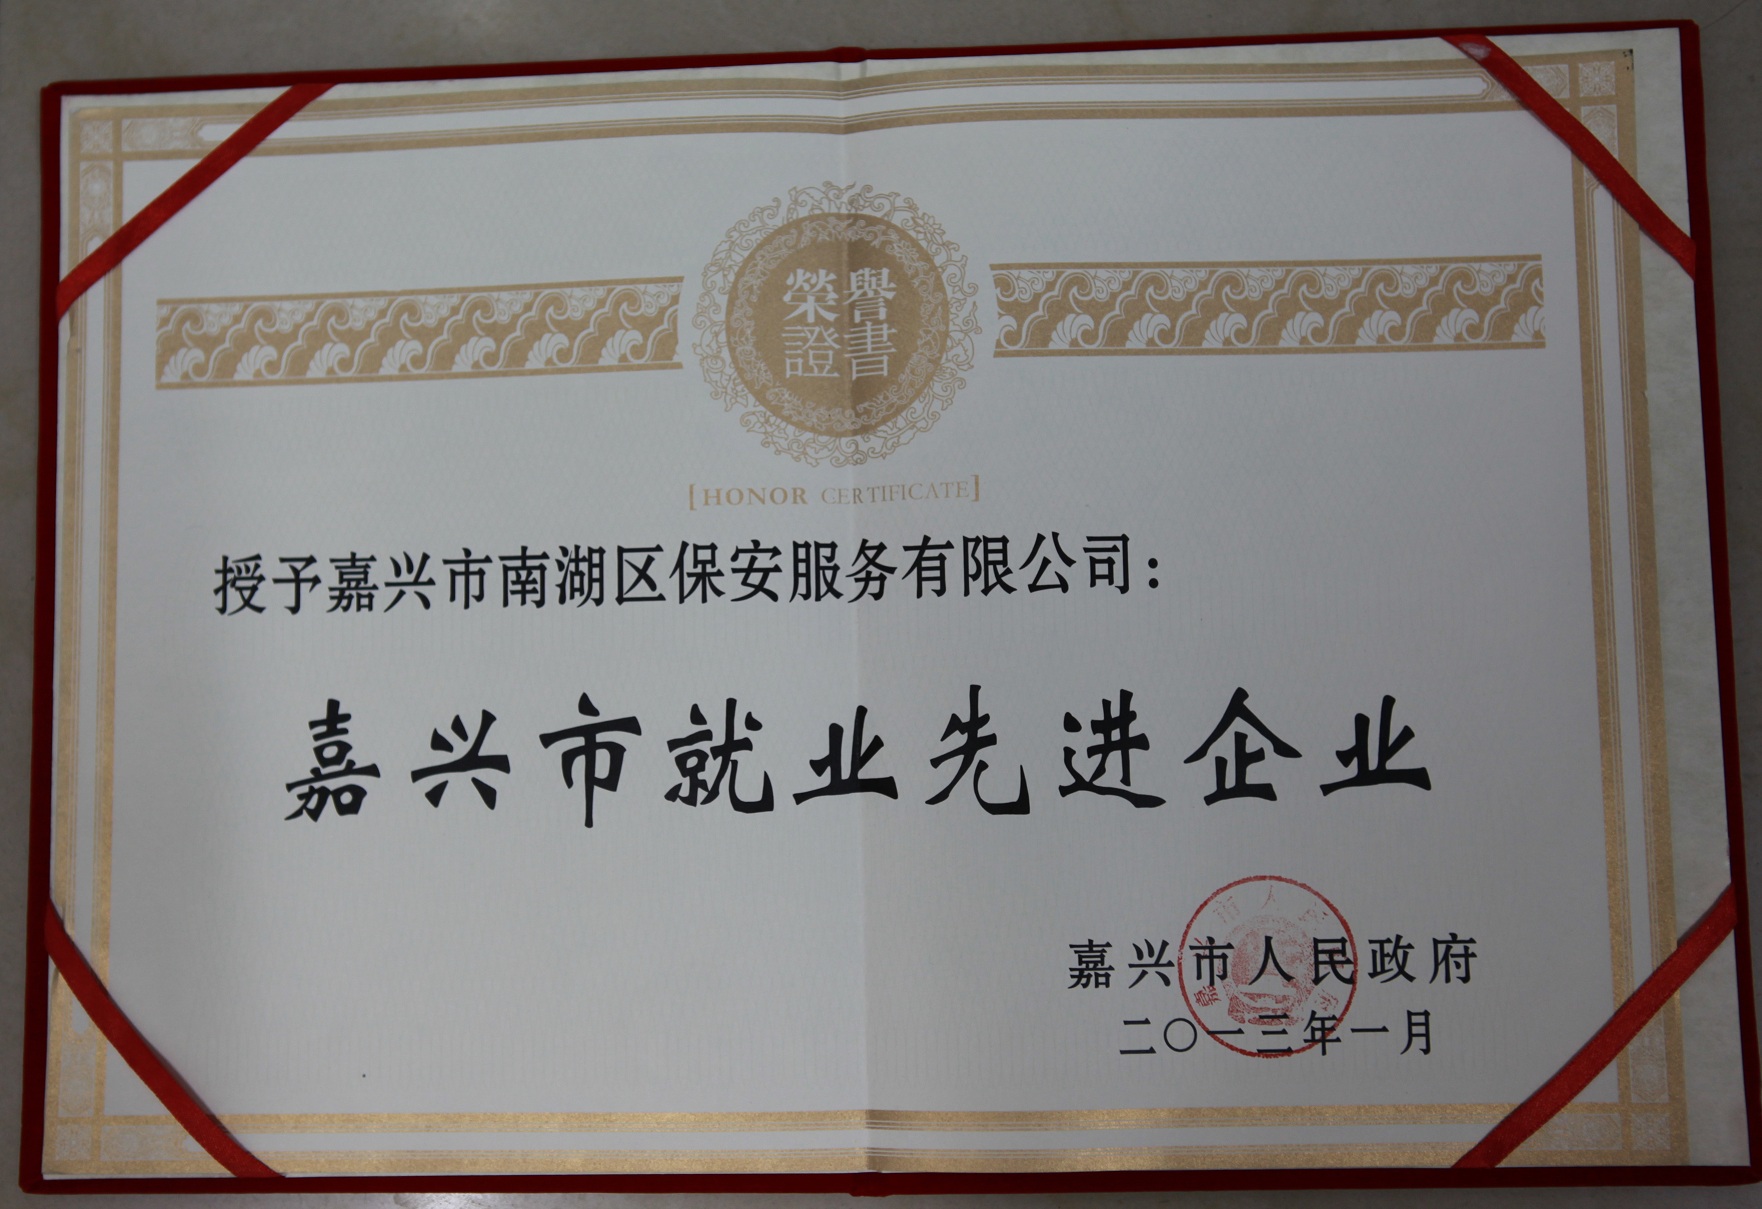 榮譽
證書
[HONOR CERTIFICATE]
授予嘉兴市南湖区保安服务有限公司：
嘉兴市就业先进企业
嘉兴市人民政府
二〇一三年一月